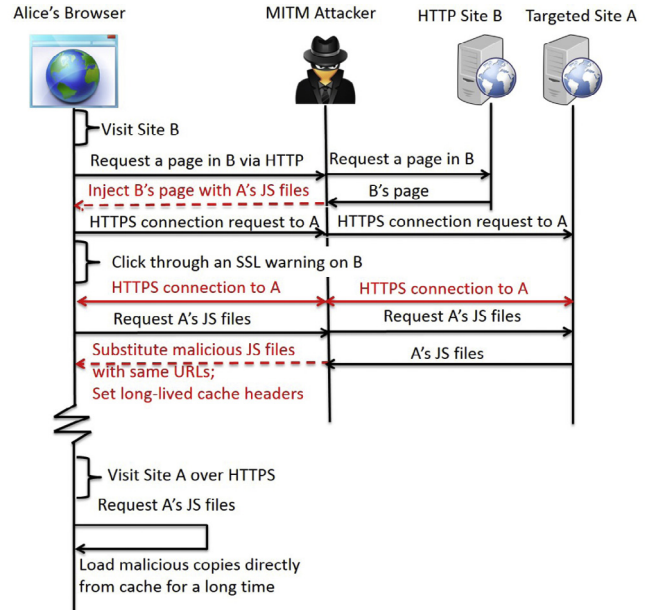 Alice's Browser
MITM Attacker
HTTP Site B
Targeted Site A
Visit Site B
Request a page in B via HTTP
Request a page in B
Inject B's page with A's JS files
B's page
HTTPS connection request to A
HTTPS connection request to A
Click through an SSL warning on B
HTTPS connection to A
HTTPS connection to A
Request A's JS files
Request A's JS files
Substitute malicious JS files
with same URLs;
Set long-lived cache headers
A's JS files
Visit Site A over HTTPS
Request A's JS files
Load malicious copies directly
from cache for a long time